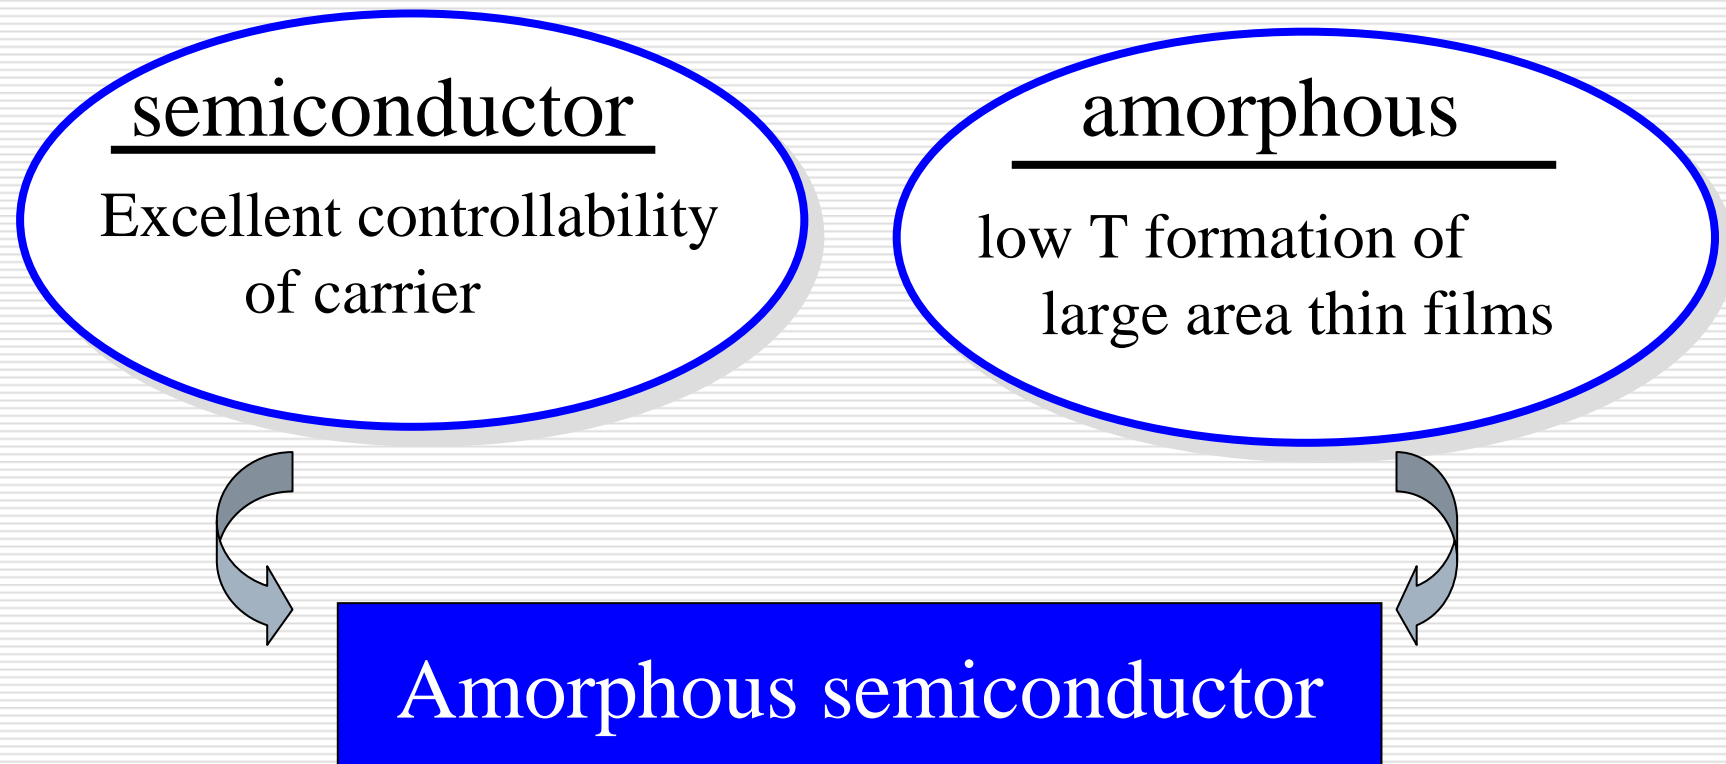 semiconductor
Excellent controllability
of carrier
amorphous
low T formation of
large area thin films
Amorphous semiconductor